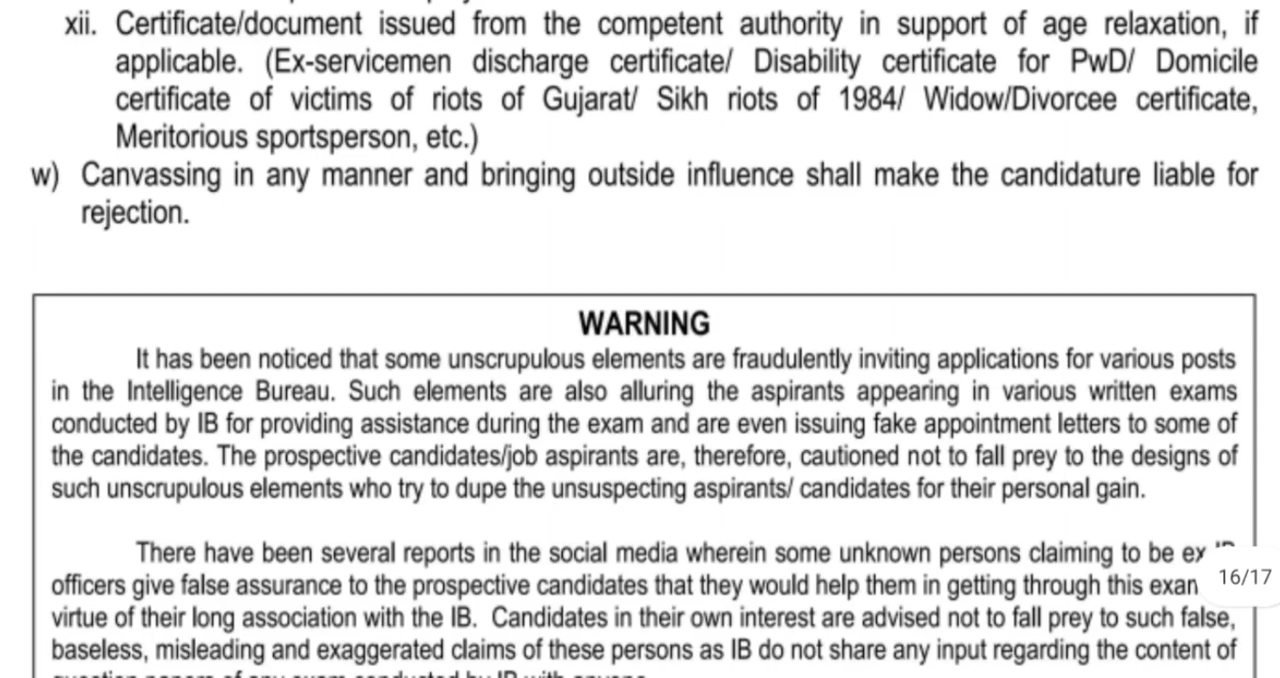 xii. Certificate/document issued from the competent authority in support of age relaxation, if
applicable. (Ex-servicemen discharge certificate/ Disability certificate for PwD/ Domicile
certificate of victims of riots of Gujarat/ Sikh riots of 1984/ Widow/Divorcee certificate,
Meritorious sportsperson, etc.)
w) Canvassing in any manner and bringing outside influence shall make the candidature liable for
rejection.
WARNING
It has been noticed that some unscrupulous elements are fraudulently inviting applications for various posts
in the Intelligence Bureau. Such elements are also alluring the aspirants appearing in various written exams
conducted by IB for providing assistance during the exam and are even issuing fake appointment letters to some of
the candidates. The prospective candidates/job aspirants are, therefore, cautioned not to fall prey to the designs of
such unscrupulous elements who try to dupe the unsuspecting aspirants/ candidates for their personal gain.
There have been several reports in the social media wherein some unknown persons claiming to be ex
officers give false assurance to the prospective candidates that they would help them in getting through this
16/17
virtue of their long association with the IB. Candidates in their own interest are advised not to fall prey to such false,
baseless, misleading and exaggerated claims of these persons as IB do not share any input regarding the content of